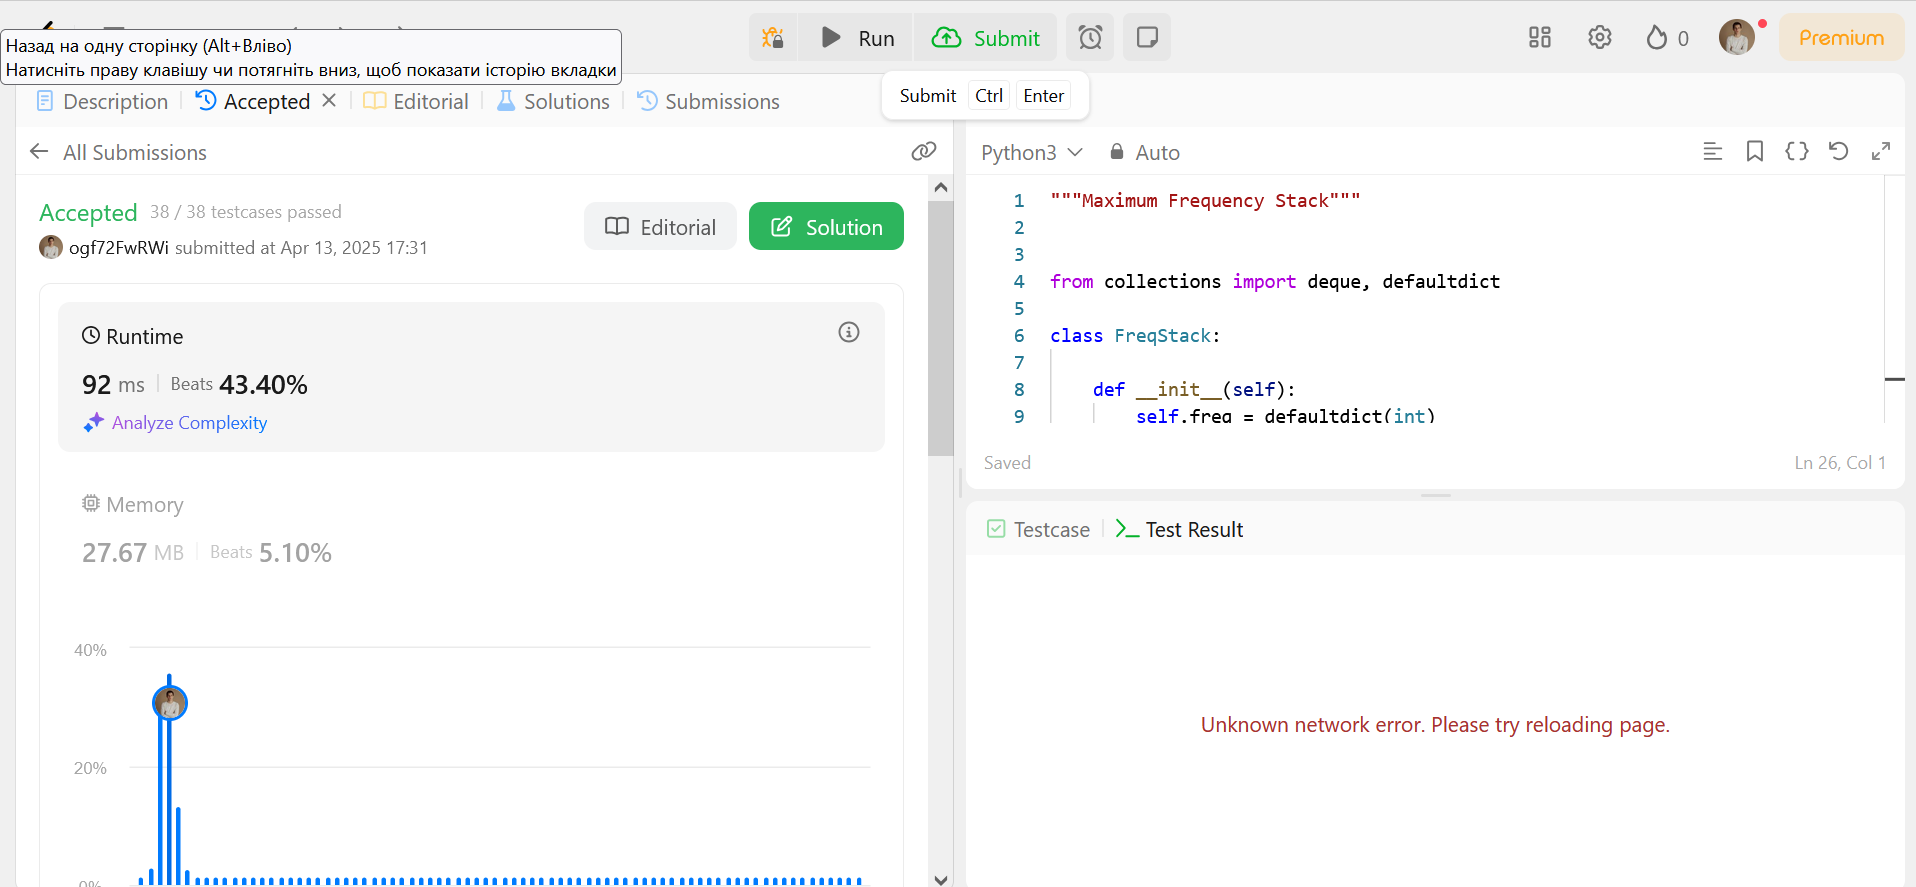 Назад на одну сторінку (Alt+Вліво)
Натисніть праву клавішу чи потягніть вниз, щоб показати історію вкладки
Run
Submit
0
Premium
Submit Ctrl Enter
Description
Accepted
Editorial
Solutions
Submissions
All Submissions
Accepted 38 / 38 testcases passed
ogf72FwRWi submitted at Apr 13, 2025 17:31
Editorial
Solution
Runtime
92 ms Beats 43.40%
Analyze Complexity
Memory
27.67 MB Beats 5.10%
40%
20%
0%
Python3
Auto
1 """Maximum Frequency Stack"""
2
3
4 from collections import deque, defaultdict
5
6 class FreqStack:
7
8 def __init__(self):
9 self.freq = defaultdict(int)
Saved
Ln 26, Col 1
Testcase
Test Result
Unknown network error. Please try reloading page.